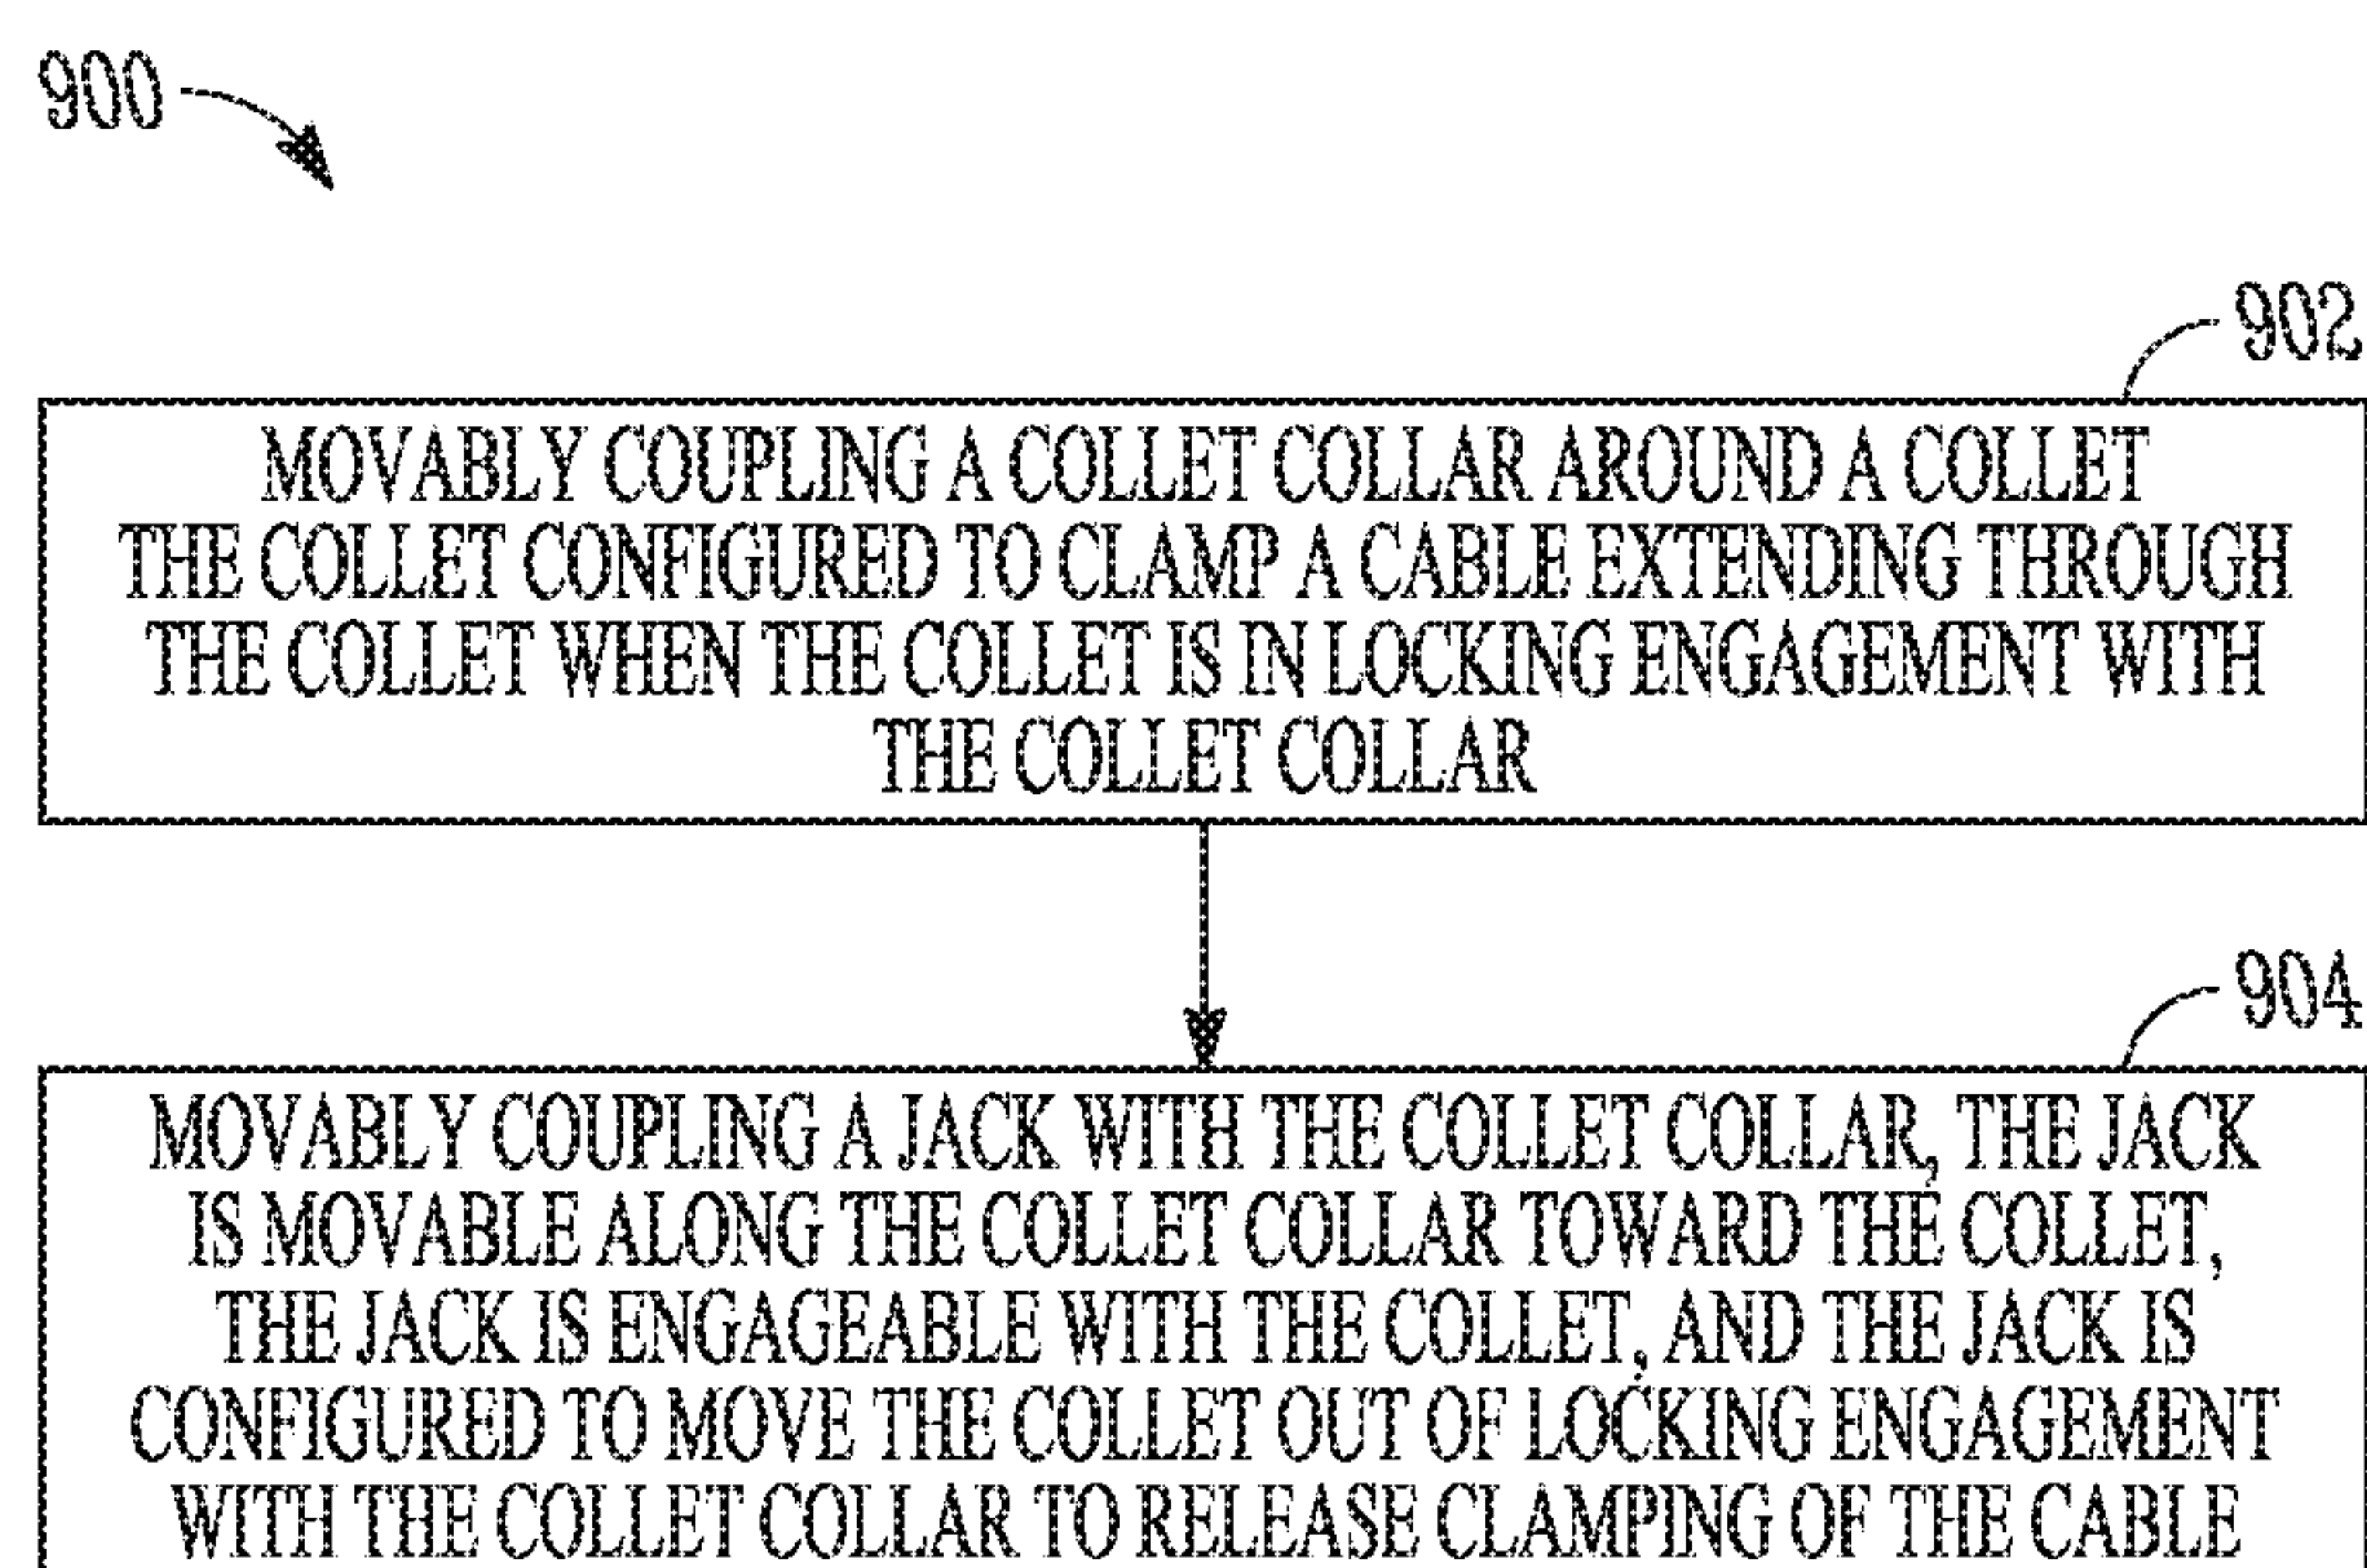 900
902
MOVABLY COUPLING A COLLET COLLAR AROUND A COLLET
THE COLLET CONFIGURED TO CLAMP A CABLE EXTENDING THROUGH
THE COLLET WHEN THE COLLET IS IN LOCKING ENGAGEMENT WITH
THE COLLET COLLAR
904
MOVABLY COUPLING A JACK WITH THE COLLET COLLAR, THE JACK
IS MOVABLE ALONG THE COLLET COLLAR TOWARD THE COLLET,
THE JACK IS ENGAGEABLE WITH THE COLLET, AND THE JACK IS
CONFIGURED TO MOVE THE COLLET OUT OF LOCKING ENGAGEMENT
WITH THE COLLET COLLAR TO RELEASE CLAMPING OF THE CABLE